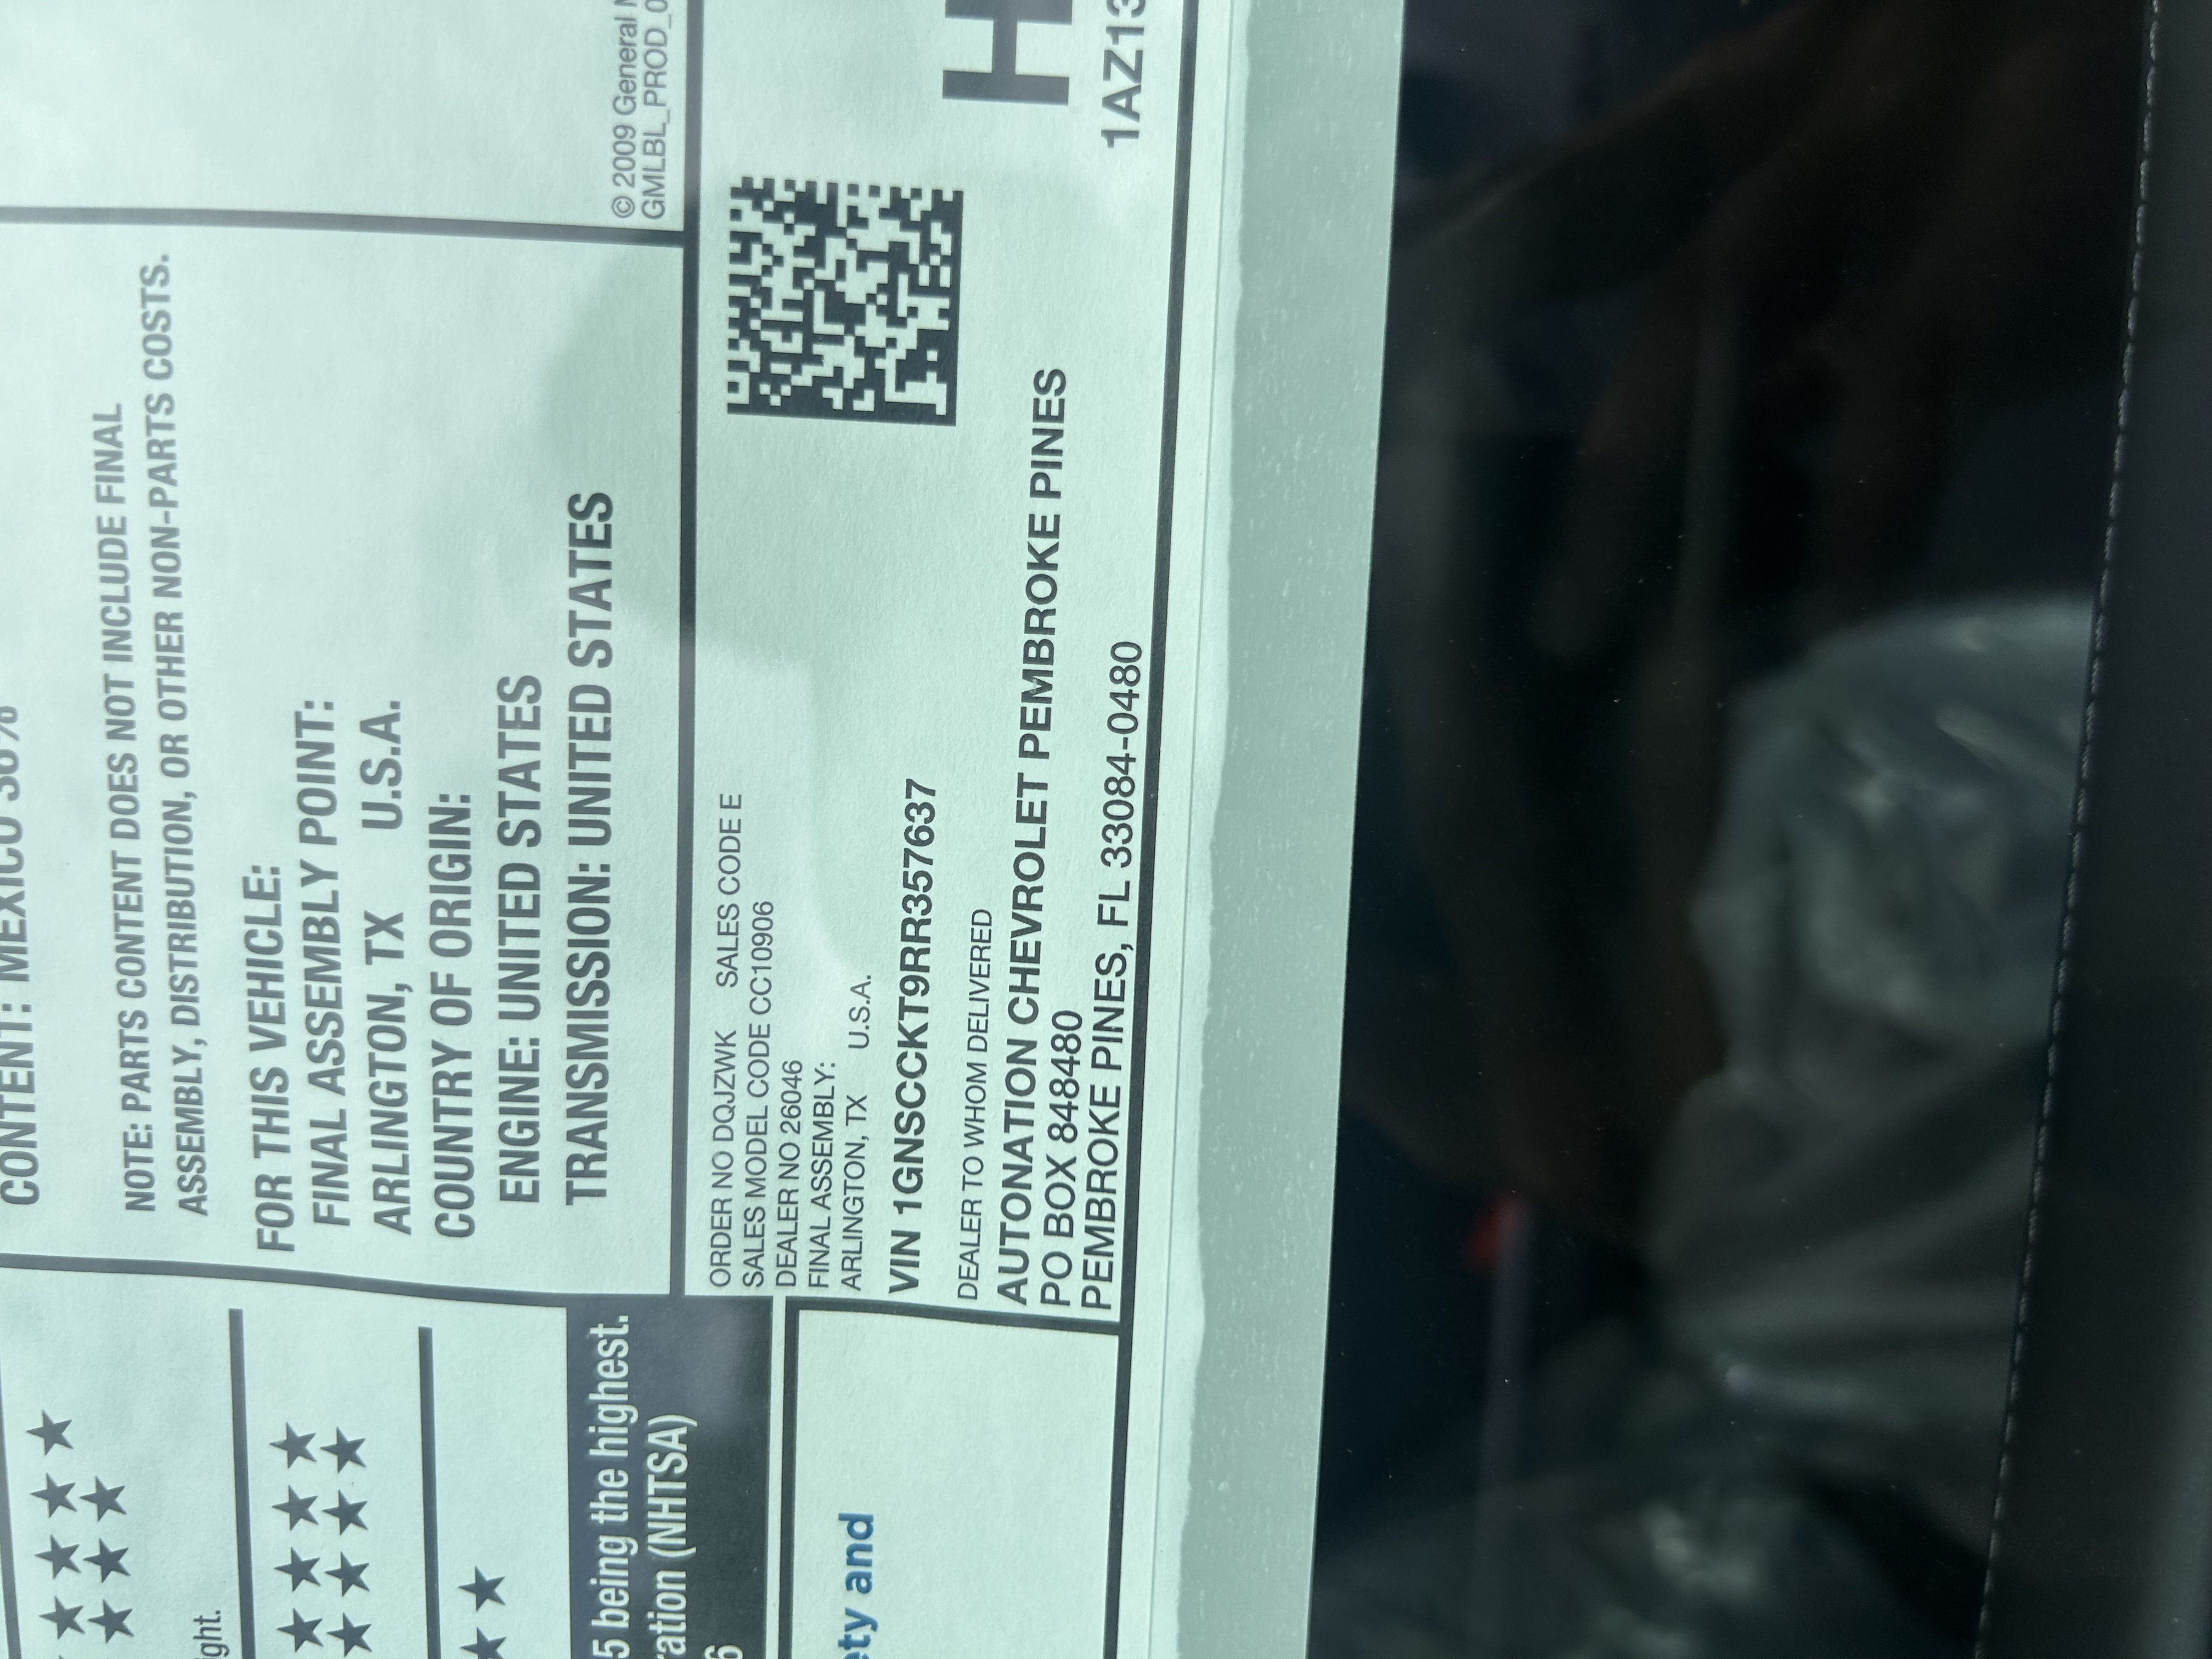 CONTENT: MEXICO 38%
NOTE: PARTS CONTENT DOES NOT INCLUDE FINAL
ASSEMBLY, DISTRIBUTION, OR OTHER NON-PARTS COSTS.
FOR THIS VEHICLE:
FINAL ASSEMBLY POINT:
ARLINGTON, TX U.S.A.
COUNTRY OF ORIGIN:
ENGINE: UNITED STATES
TRANSMISSION: UNITED STATES
© 2009 General
GMLBL_PROD_0
ORDER NO DQJZWK SALES CODE E
SALES MODEL CODE CC10906
DEALER NO 26046
FINAL ASSEMBLY:
ARLINGTON, TX U.S.A.
VIN 1GNSCCKT9RR357637
DEALER TO WHOM DELIVERED
AUTONATION CHEVROLET PEMBROKE PINES
PO BOX 848480
PEMBROKE PINES, FL 33084-0480
H
1AZ13
ght.
5 being the highest.
ration (NHTSA)
6
ety and